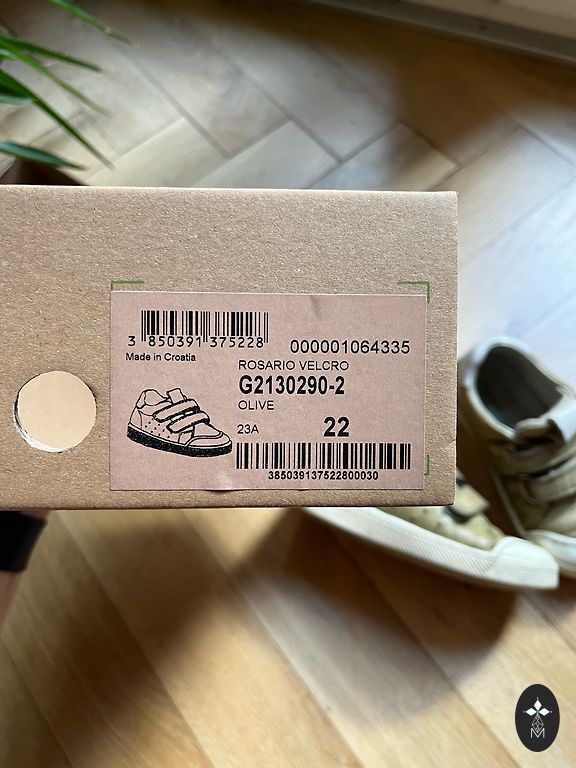 3 850391 375228
000001064335
Made in Croatia
ROSARIO VELCRO
G2130290-2
OLIVE
23A
22
385039137522800030
M